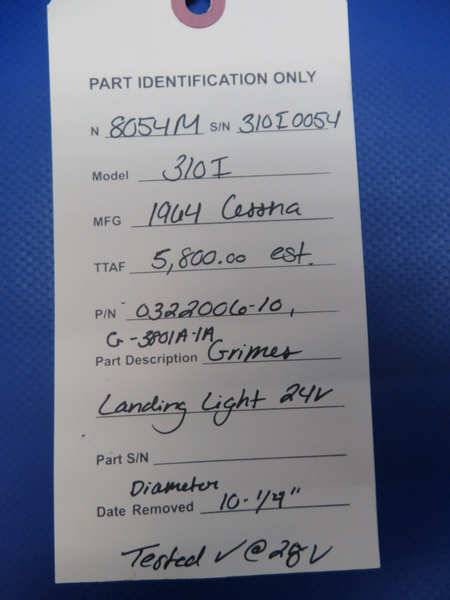 PART IDENTIFICATION ONLY
N 8054M S/N 310I0054
Model 310I
MFG 1964 Cessna
TTAF 5,800.00 est.
P/N 0322006-10,
G-3801A-1A
Part Description Grimes
Landing Light 24V
Part S/N
Diameter
Date Removed 10-1/4"
Tested ✓ @ 28V